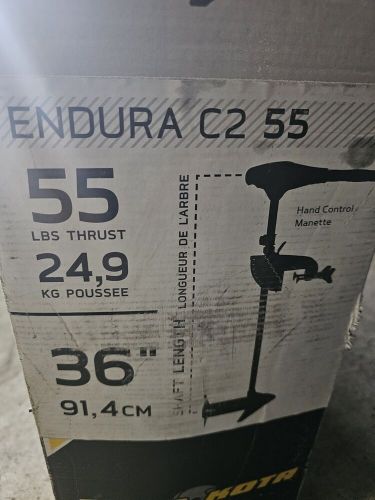 ENDURA C2 55
55
LBS THRUST
24,9
KG POUSSEE
36"
91,4CM
SHAFT LENGTH
LONGUEUR DE L'ARBRE
Hand Control
Manette
KOTA